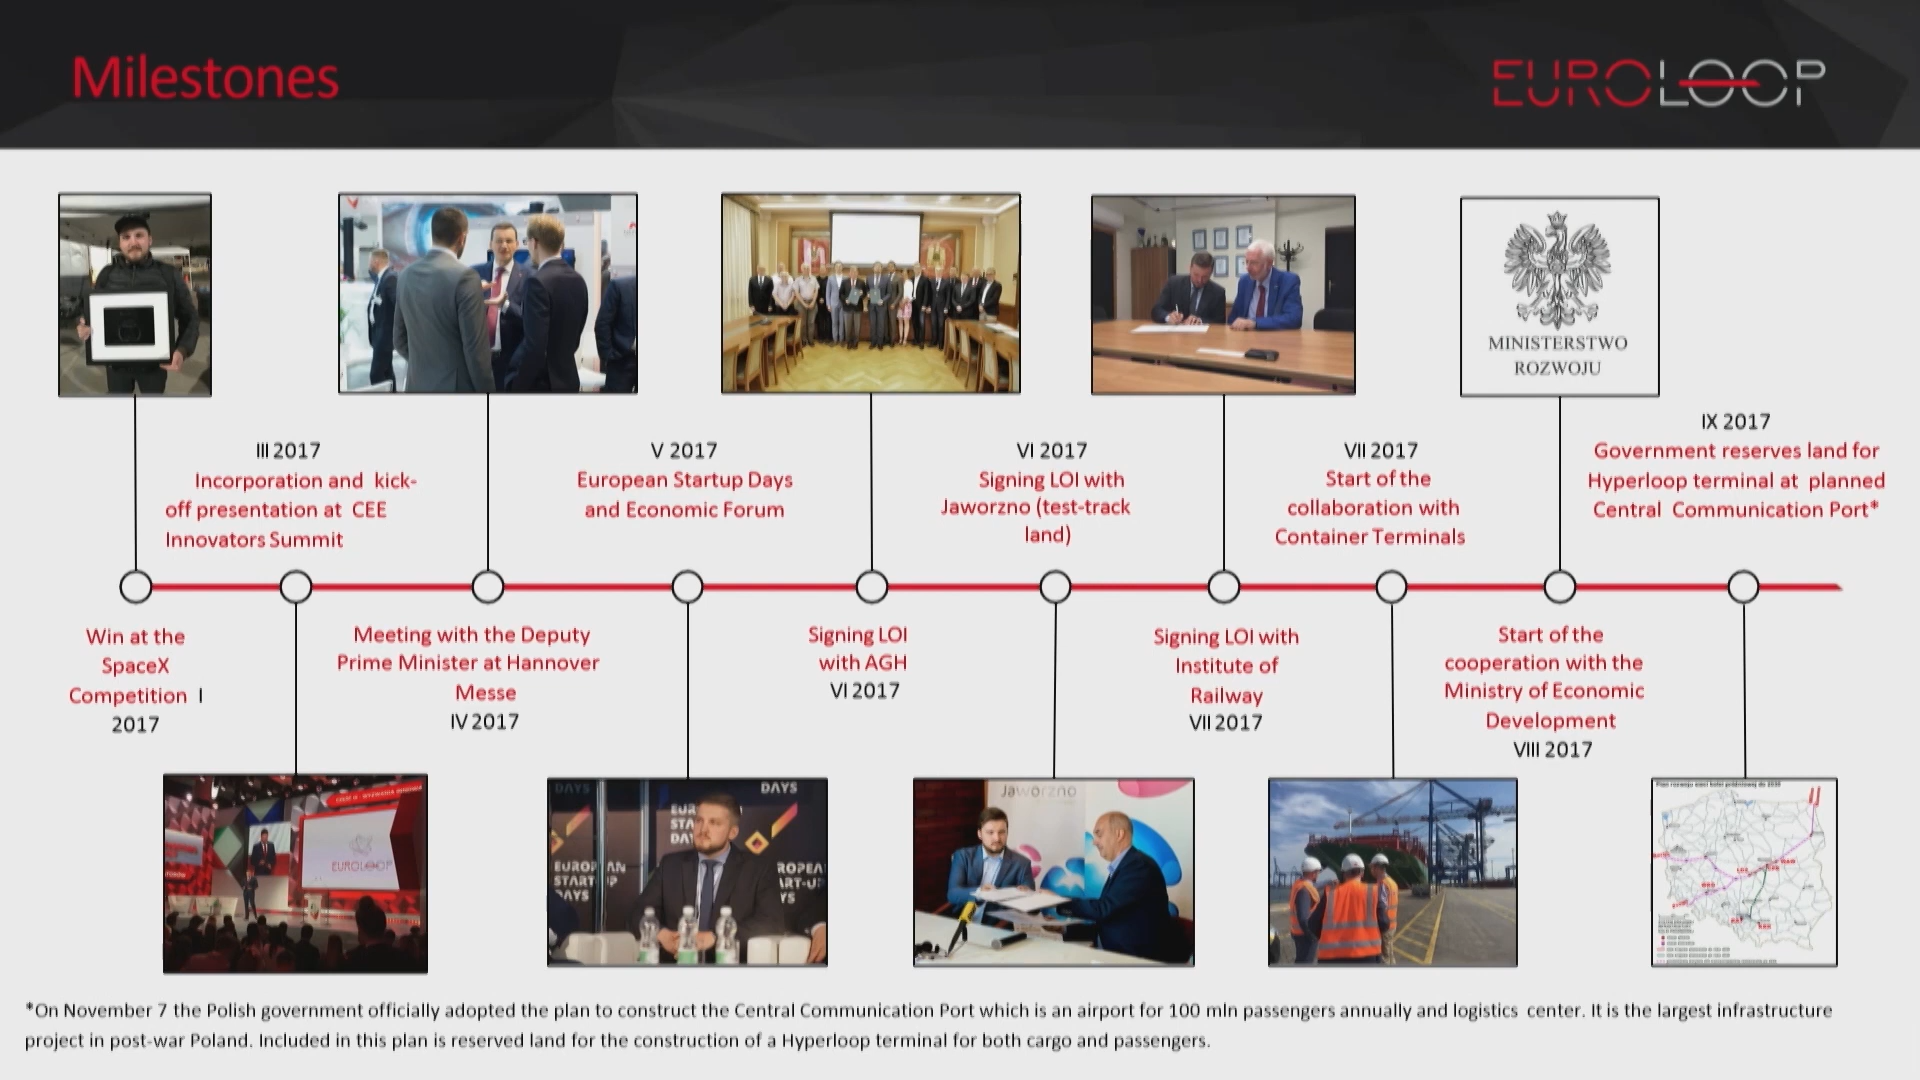 Milestones
EUROLOOP
MINISTERSTWO
ROZWOJU
III 2017
Incorporation and kick-
off presentation at CEE
Innovators Summit
V 2017
European Startup Days
and Economic Forum
VI 2017
Signing LOI with
Jaworzno (test-track
land)
VII 2017
Start of the
collaboration with
Container Terminals
IX 2017
Government reserves land for
Hyperloop terminal at planned
Central Communication Port*
Win at the
SpaceX
Competition I
2017
Meeting with the Deputy
Prime Minister at Hannover
Messe
IV 2017
Signing LOI
with AGH
VI 2017
Signing LOI with
Institute of
Railway
VII 2017
Start of the
cooperation with the
Ministry of Economic
Development
VIII 2017
EUROLOOP
DAYS
DAYS
EUR
STA
DAY
EUROPEAN
START-UP
DAYS
ROPEA
ART-U
YS
Jaworzno
*On November 7 the Polish government officially adopted the plan to construct the Central Communication Port which is an airport for 100 mln passengers annually and logistics center. It is the largest infrastructure
project in post-war Poland. Included in this plan is reserved land for the construction of a Hyperloop terminal for both cargo and passengers.